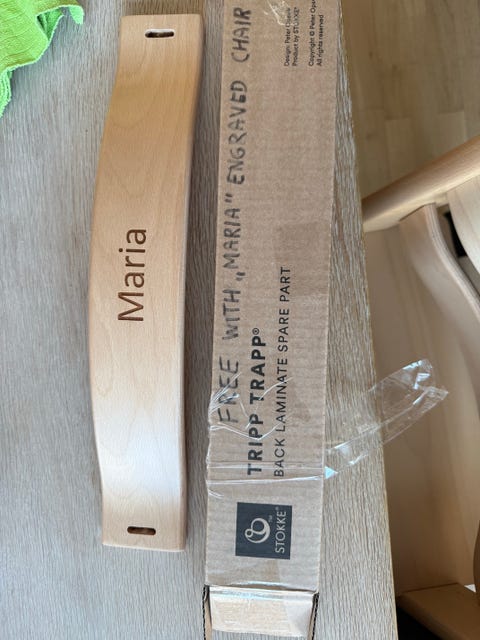 Maria
FREE WITH „MARIA" ENGRAVED CHAIR
TRIPP TRAPP®
BACK LAMINATE SPARE PART
STOKKE®
Design: Peter Opsvik
Product by STOKKE®
Copyright © Peter Ops
All rights reserved